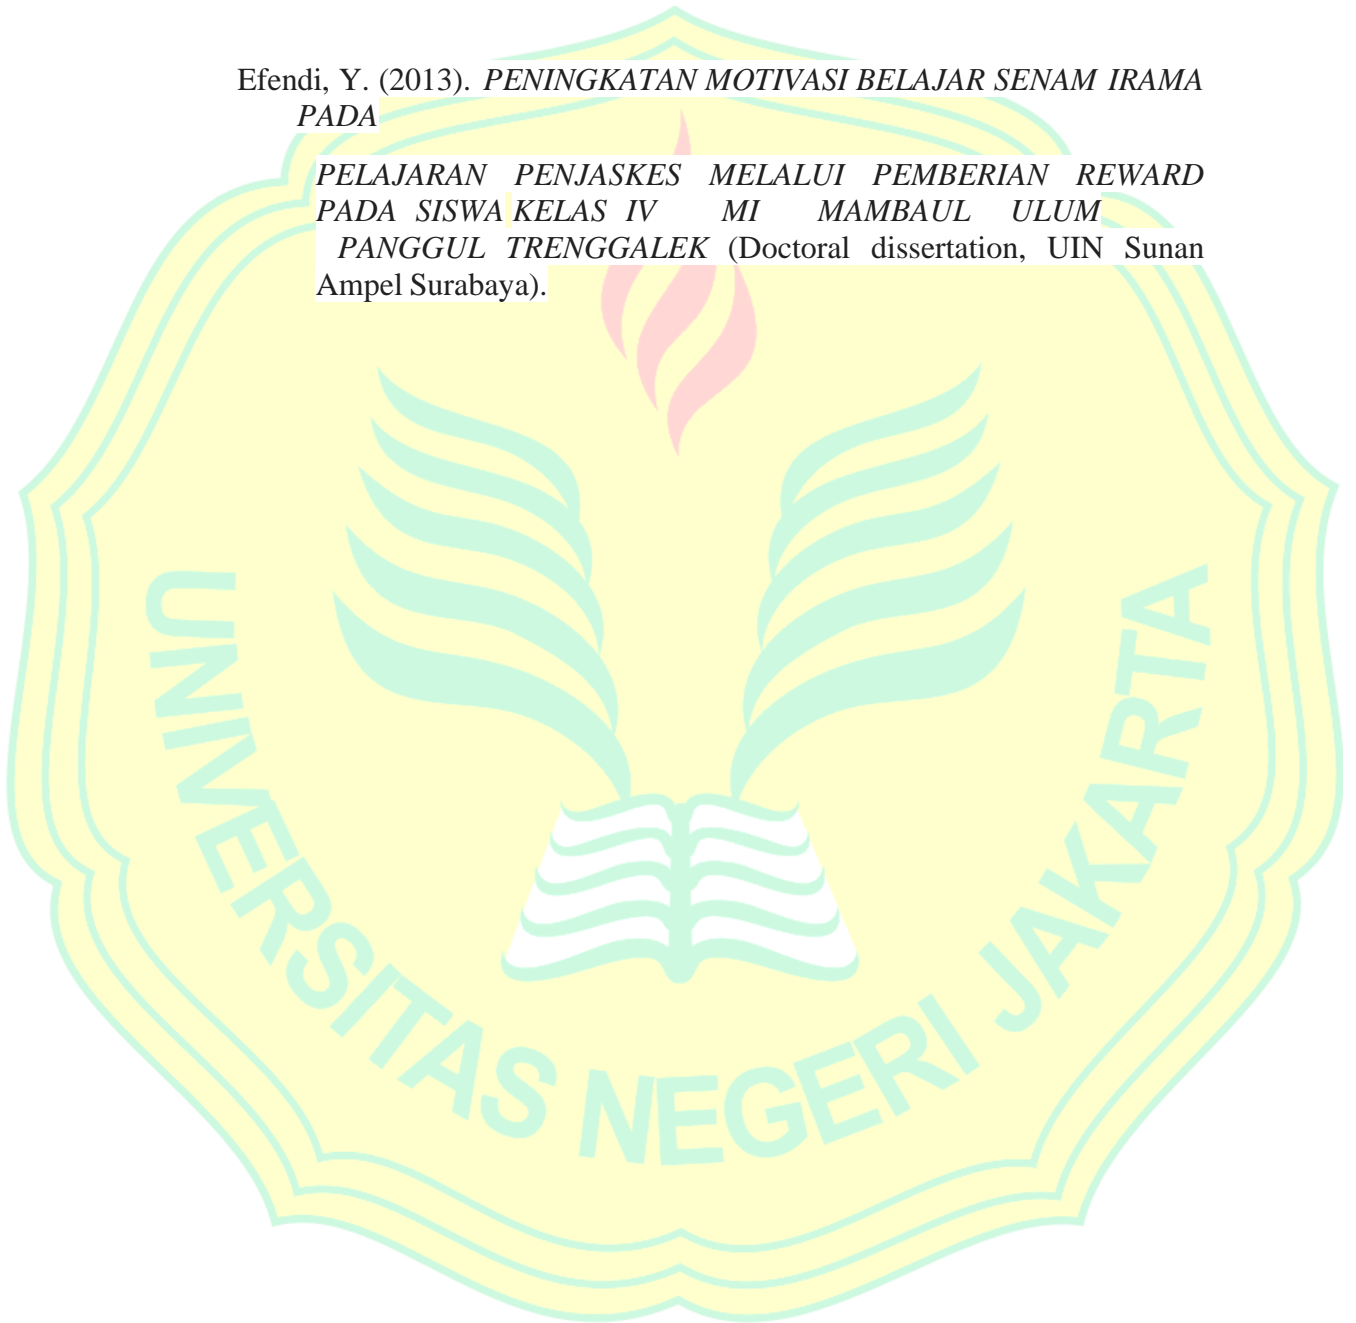 Efendi, Y. (2013). PENINGKATAN MOTIVASI BELAJAR SENAM IRAMA
PADA
PELAJARAN PENJASKES MELALUI PEMBERIAN REWARD
PADA SISWA KELAS IV MI MAMBAUL ULUM
PANGGUL TRENGGALEK (Doctoral dissertation, UIN Sunan
Ampel Surabaya).
UNIVERSITAS NEGERI JAKARTA